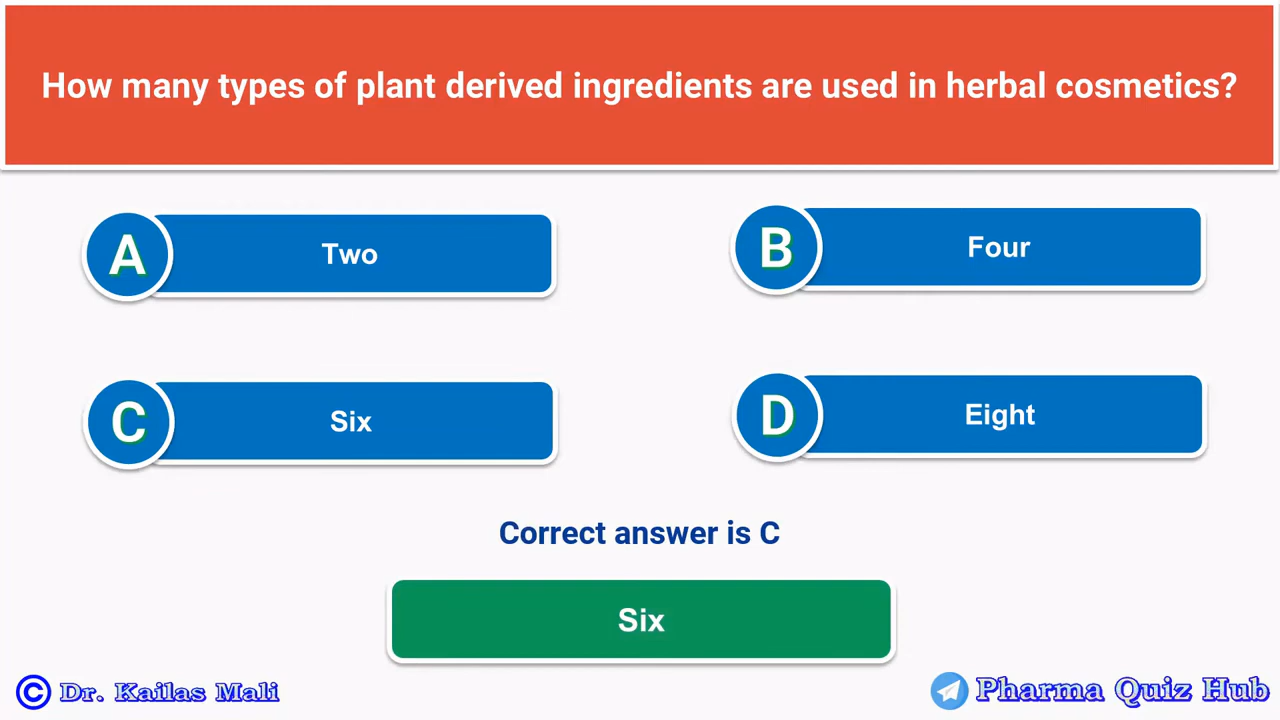 How many types of plant derived ingredients are used in herbal cosmetics?
A Two
B Four
C Six
D Eight
Correct answer is C
Six
© Dr. Kailas Mali
Pharma Quiz Hub